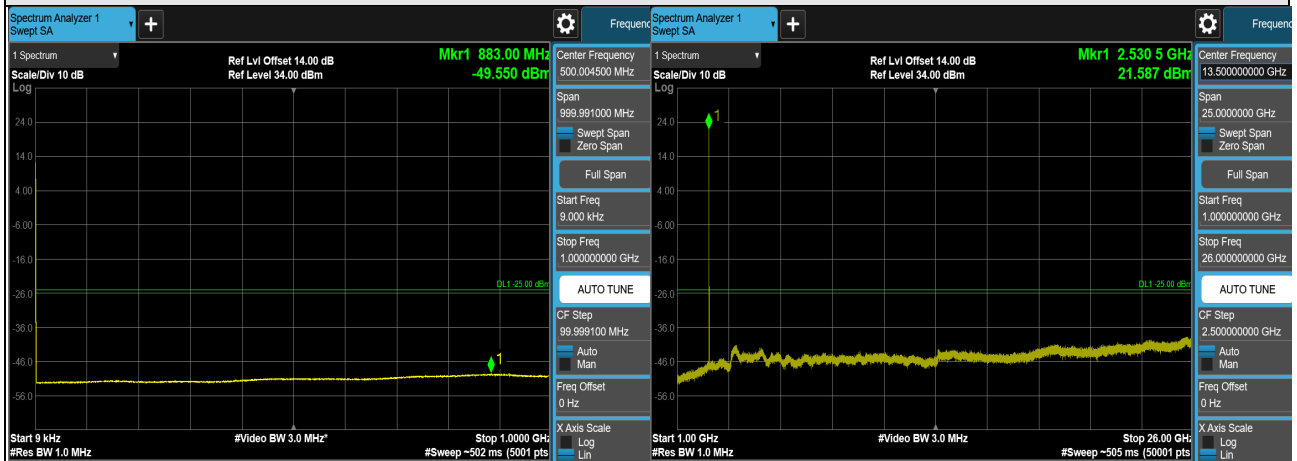 Spectrum Analyzer 1
Swept SA
+
Frequenc
1 Spectrum
Scale/Div 10 dB
Ref Lvl Offset 14.00 dB
Ref Level 34.00 dBm
Mkr1 883.00 MHz
-49.550 dBm
Log
24.0
14.0
4.00
-6.00
-16.0
-26.0
-36.0
-46.0
-56.0
1
DL1 -25.00 dBm
Start 9 kHz
#Res BW 1.0 MHz
#Video BW 3.0 MHz*
Stop 1.0000 GHz
#Sweep ~502 ms (5001 pts
Center Frequency
500.004500 MHz
Span
999.991000 MHz
Swept Span
Zero Span
Full Span
Start Freq
9.000 kHz
Stop Freq
1.000000000 GHz
AUTO TUNE
CF Step
99.999100 MHz
Auto
Man
Freq Offset
0 Hz
X Axis Scale
Log
Lin
Spectrum Analyzer 1
Swept SA
+
Frequenc
1 Spectrum
Scale/Div 10 dB
Ref Lvl Offset 14.00 dB
Ref Level 34.00 dBm
Mkr1 2.530 5 GHz
21.587 dBm
Log
24.0
14.0
4.00
-6.00
-16.0
-26.0
-36.0
-46.0
-56.0
1
DL1 -25.00 dBm
Start 1.00 GHz
#Res BW 1.0 MHz
#Video BW 3.0 MHz
Stop 26.00 GHz
#Sweep ~505 ms (50001 pts
Center Frequency
13.500000000 GHz
Span
25.0000000 GHz
Swept Span
Zero Span
Full Span
Start Freq
1.000000000 GHz
Stop Freq
26.000000000 GHz
AUTO TUNE
CF Step
2.500000000 GHz
Auto
Man
Freq Offset
0 Hz
X Axis Scale
Log
Lin